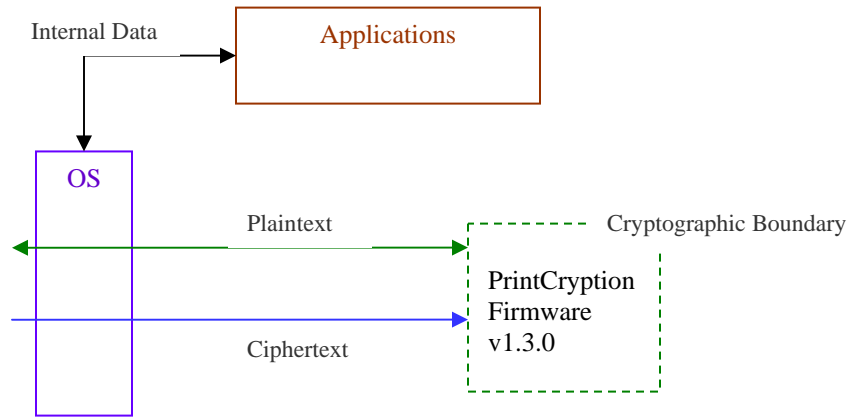 Internal Data
Applications
OS
Plaintext
Cryptographic Boundary
PrintCryption
Firmware
v1.3.0
Ciphertext